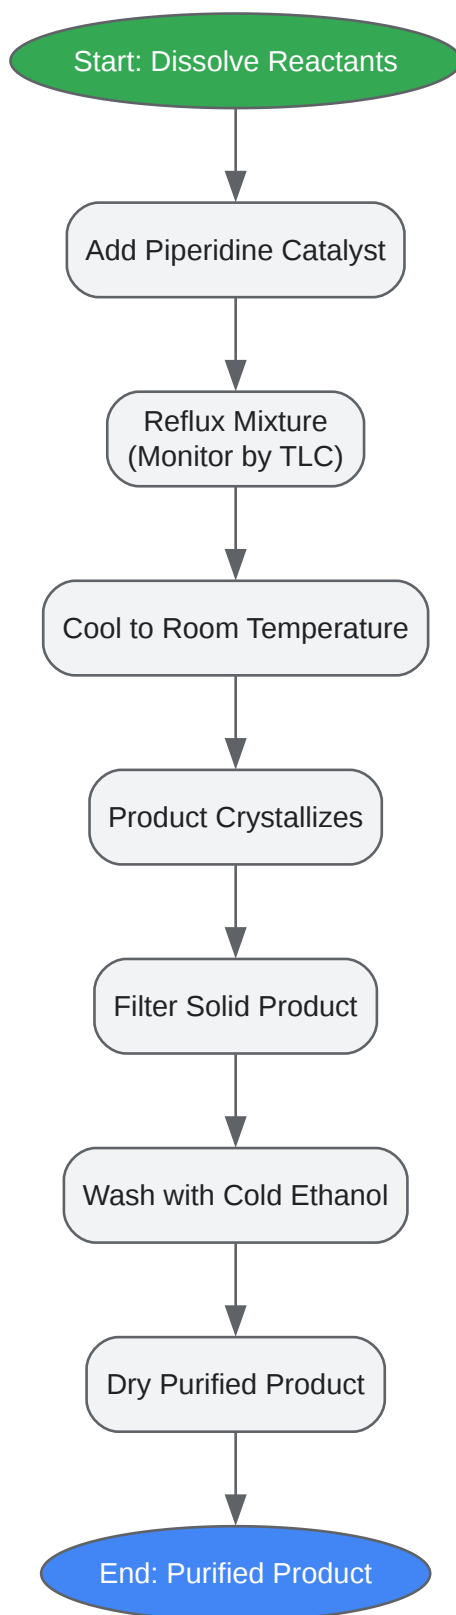 Start: Dissolve Reactants
Add Piperidine Catalyst
Reflux Mixture
(Monitor by TLC)
Cool to Room Temperature
Product Crystallizes
Filter Solid Product
Wash with Cold Ethanol
Dry Purified Product
End: Purified Product